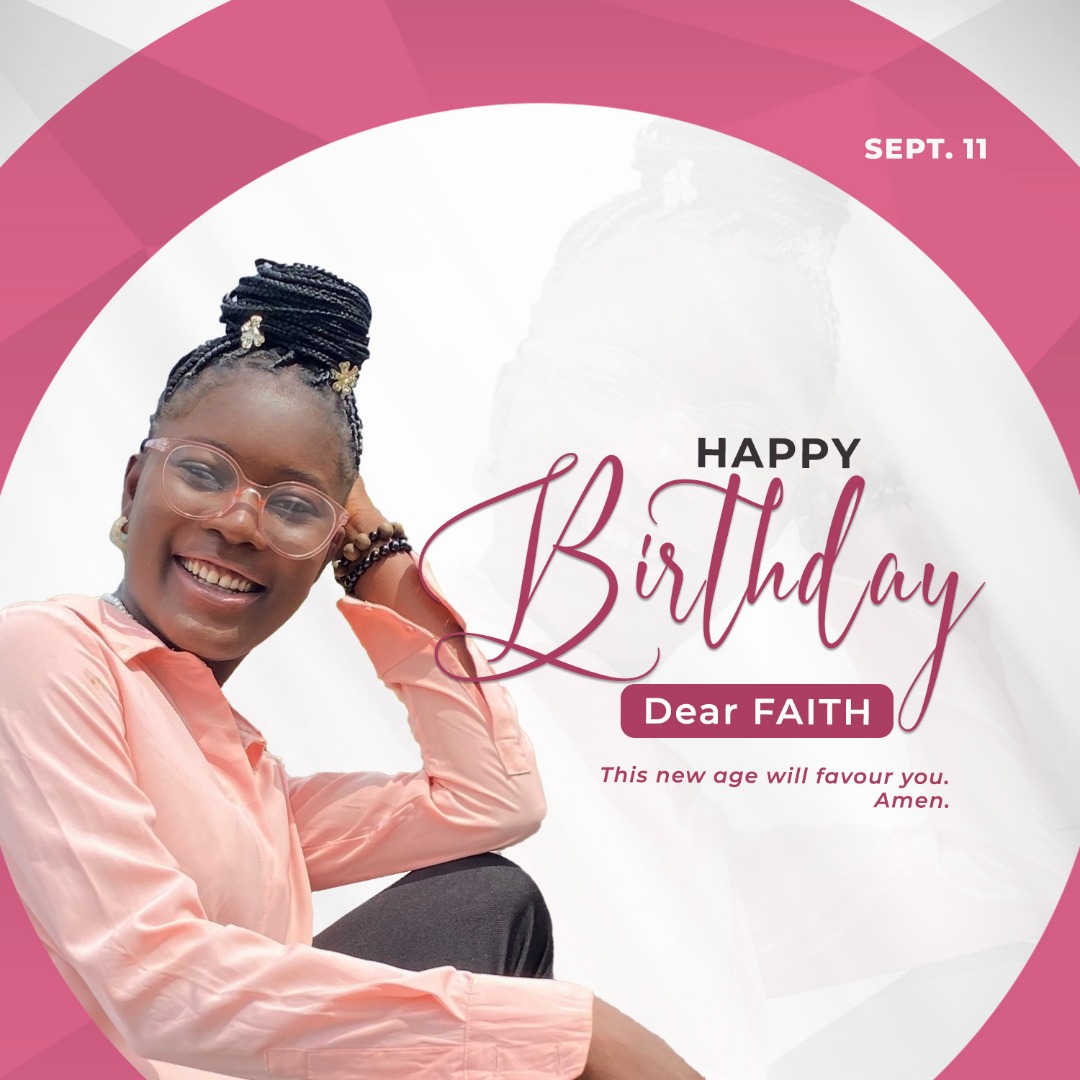 SEPT. 11
HAPPY
Birthday
Dear FAITH
This new age will favour you.
Amen.